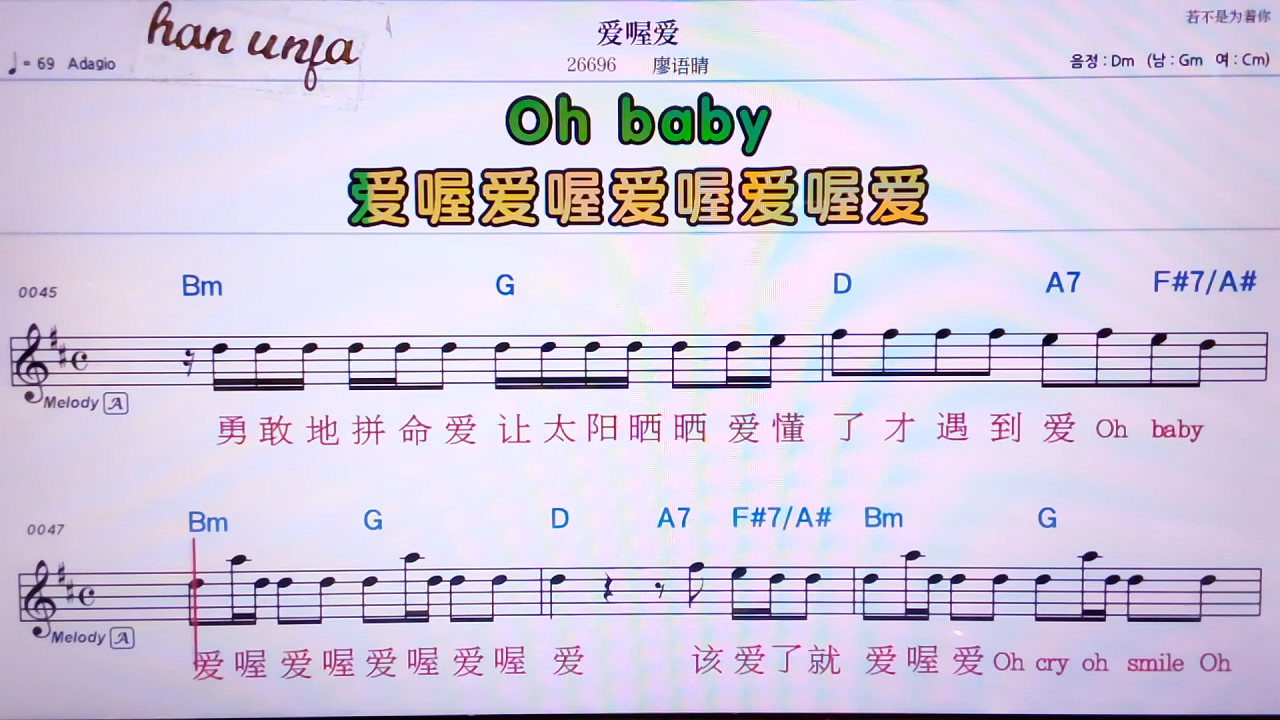 han unfa
爱喔爱
若不是为着你
♩= 69 Adagio
26696 廖语晴
음정 : Dm (남 : Gm 여 : Cm)
Oh baby
爱喔爱喔爱喔爱喔爱
0045 Bm G D A7 F#7/A#
Melody A
勇敢地拼命爱 让太阳晒晒 爱懂了才遇到爱 Oh baby
0047 Bm G D A7 F#7/A# Bm G
Melody A
爱喔爱喔爱喔爱喔爱 该爱了就爱喔爱 Oh cry oh smile Oh